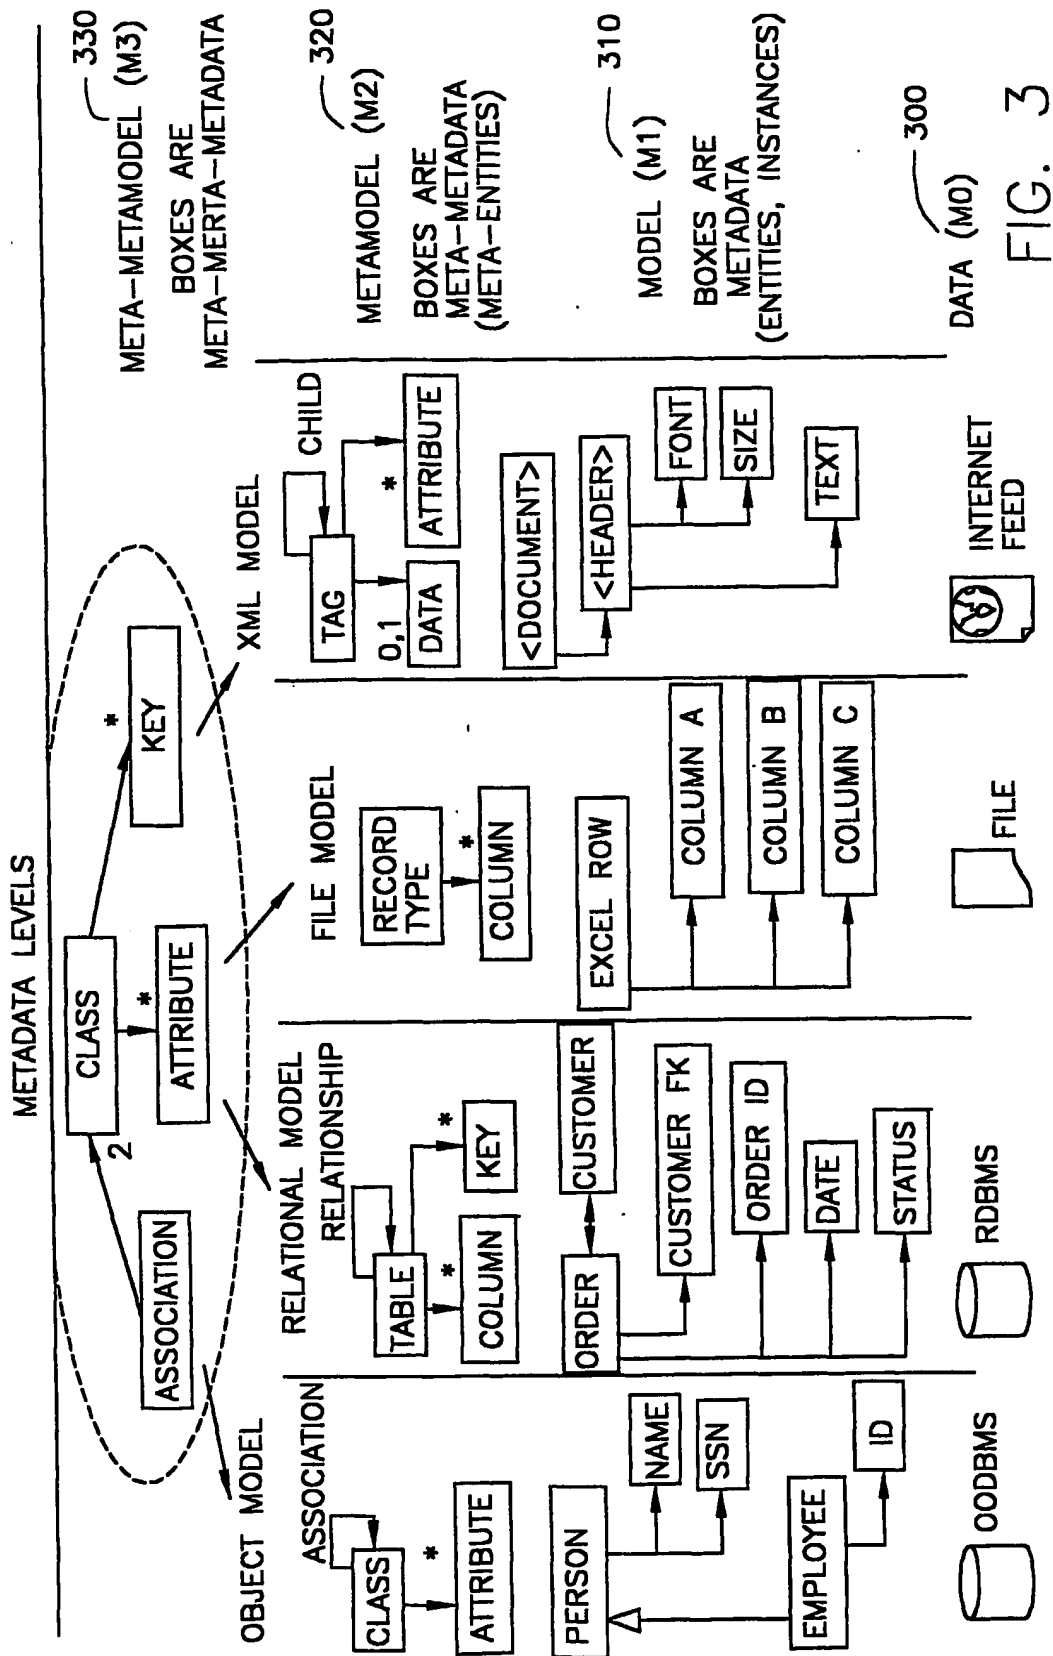 METADATA LEVELS
CLASS
2
*
*
ASSOCIATION
ATTRIBUTE
KEY
330
META-METAMODEL (M3)
BOXES ARE
META-MERTA-METADATA
OBJECT MODEL
RELATIONAL MODEL
FILE MODEL
XML MODEL
ASSOCIATION
CLASS
*
ATTRIBUTE
RELATIONSHIP
TABLE
*
*
COLUMN
KEY
RECORD
TYPE
*
COLUMN
CHILD
TAG
0,1
*
DATA
ATTRIBUTE
320
METAMODEL (M2)
BOXES ARE
META-METADATA
(META-ENTITIES)
PERSON
NAME
SSN
EMPLOYEE
ID
ORDER
CUSTOMER
CUSTOMER FK
ORDER ID
DATE
STATUS
EXCEL ROW
COLUMN A
COLUMN B
COLUMN C
<DOCUMENT>
<HEADER>
FONT
SIZE
TEXT
310
MODEL (M1)
BOXES ARE
METADATA
(ENTITIES, INSTANCES)
OODBMS
RDBMS
FILE
INTERNET
FEED
300
DATA (M0)
FIG. 3